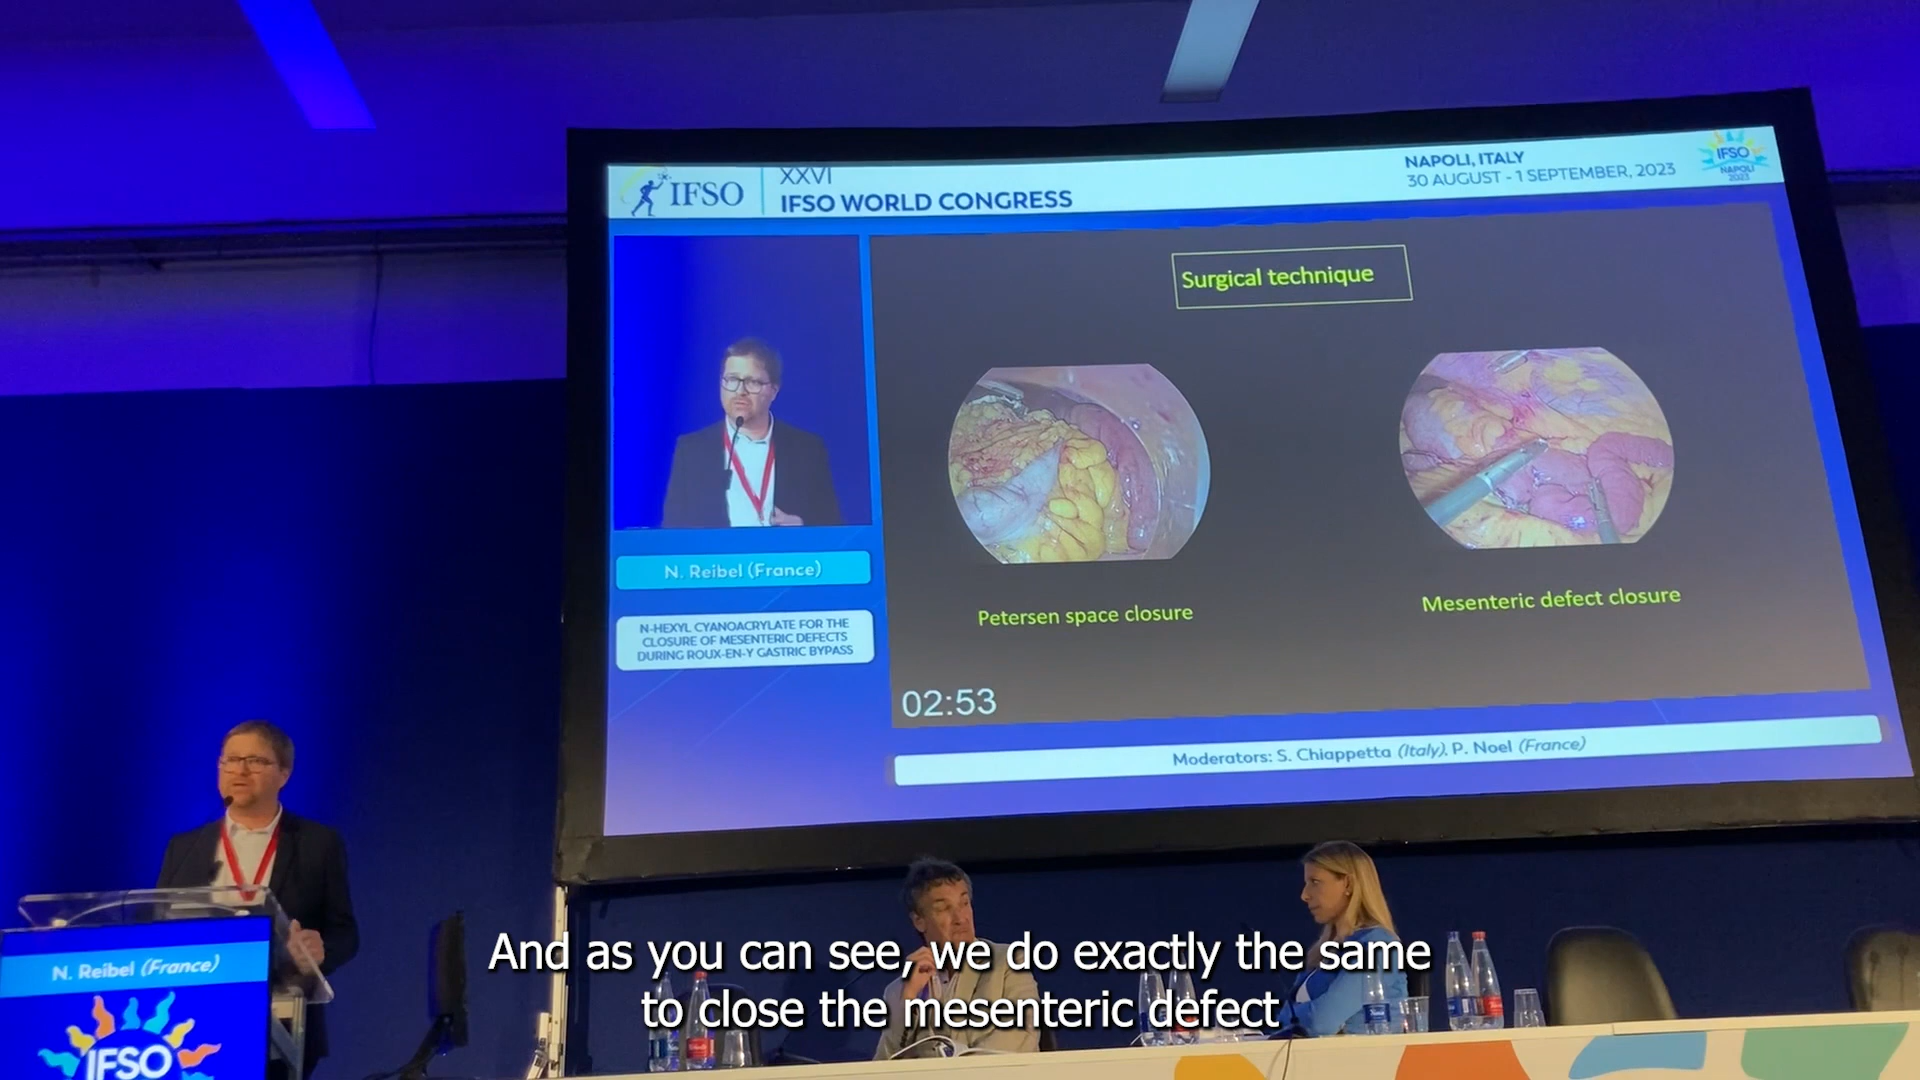 IFSO
XXVI
IFSO WORLD CONGRESS
NAPOLI, ITALY
30 AUGUST - 1 SEPTEMBER, 2023
IFSO
NAPOLI
2023
Surgical technique
Petersen space closure
Mesenteric defect closure
N. Reibel (France)
N-HEXYL CYANOACRYLATE FOR THE
CLOSURE OF MESENTERIC DEFECTS
DURING ROUX-EN-Y GASTRIC BYPASS
02:53
Moderators: S. Chiappetta (Italy), P. Noel (France)
N. Reibel (France)
IFSO
And as you can see, we do exactly the same
to close the mesenteric defect